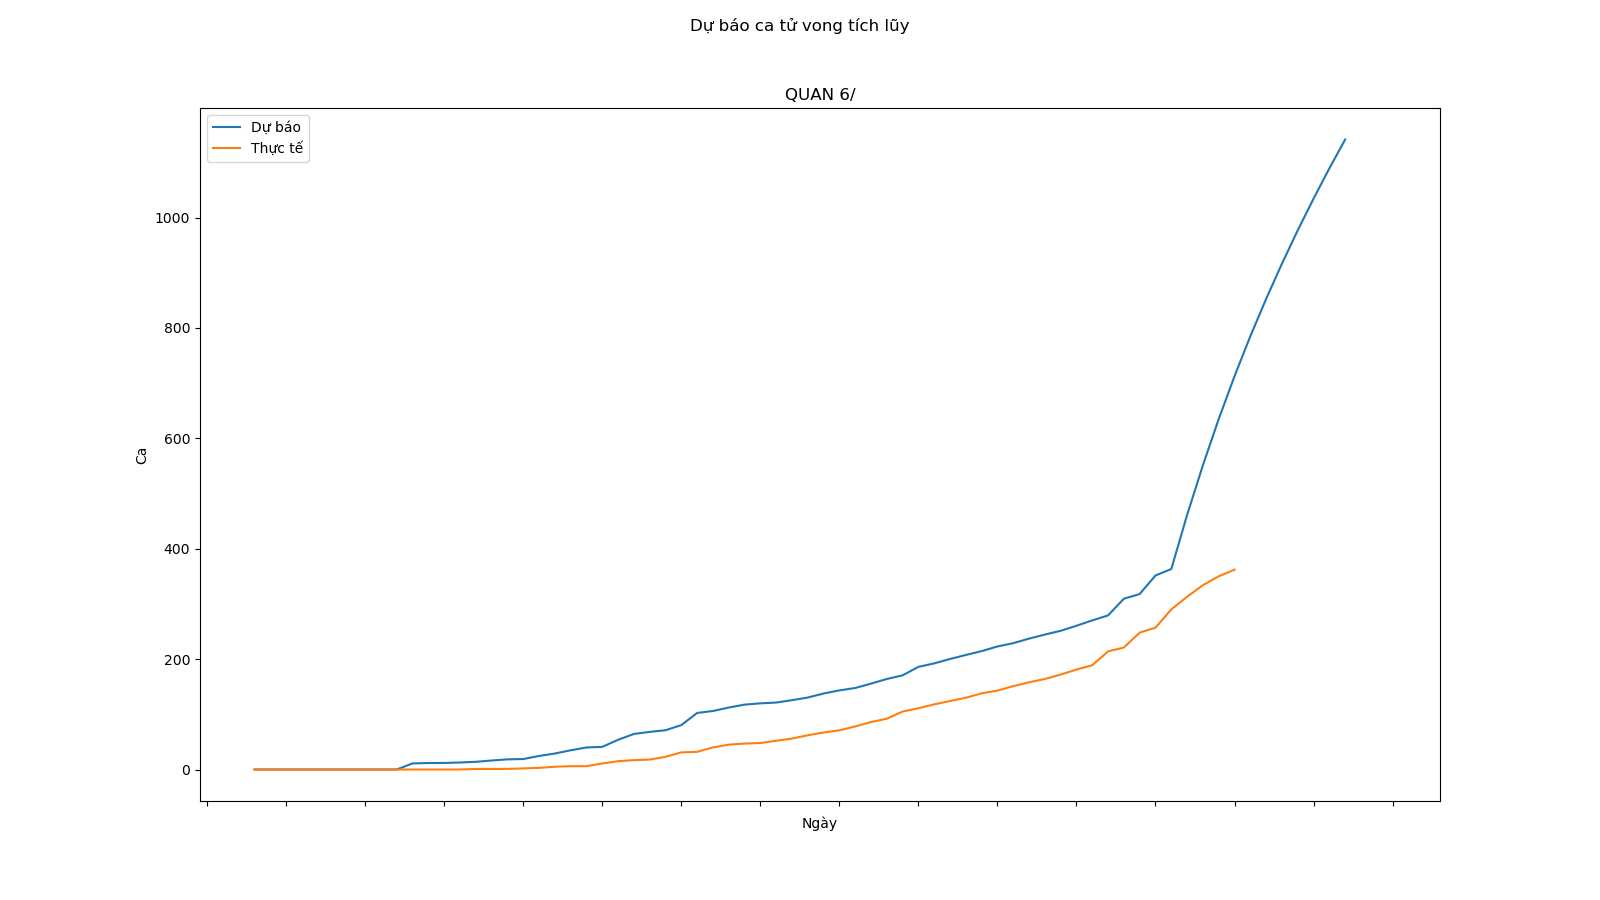 Dự báo ca tử vong tích lũy
QUAN 6/
Dự báo
Thực tế
1000
800
600
400
200
0
Ca
Ngày